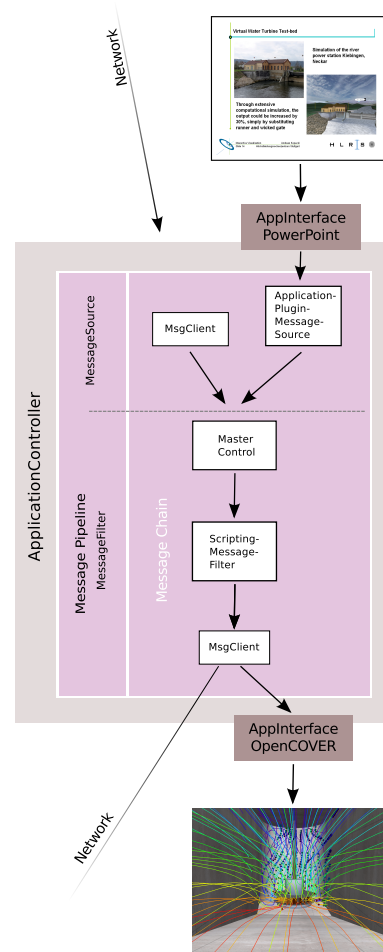 Network
Virtual Water Turbine Test-bed
Simulation of the river
power station Kiebingen,
Neckar
Through extensive
computational simulation, the
output could be increased by
30%, simply by substituting
runner and wicked gate
H L R S
AppInterface
PowerPoint
ApplicationController
Message Pipeline
MessageSource
MessageFilter
Message Chain
MsgClient
Application-
Plugin-
Message-
Source
Master
Control
Scripting-
Message-
Filter
MsgClient
AppInterface
OpenCOVER
Network